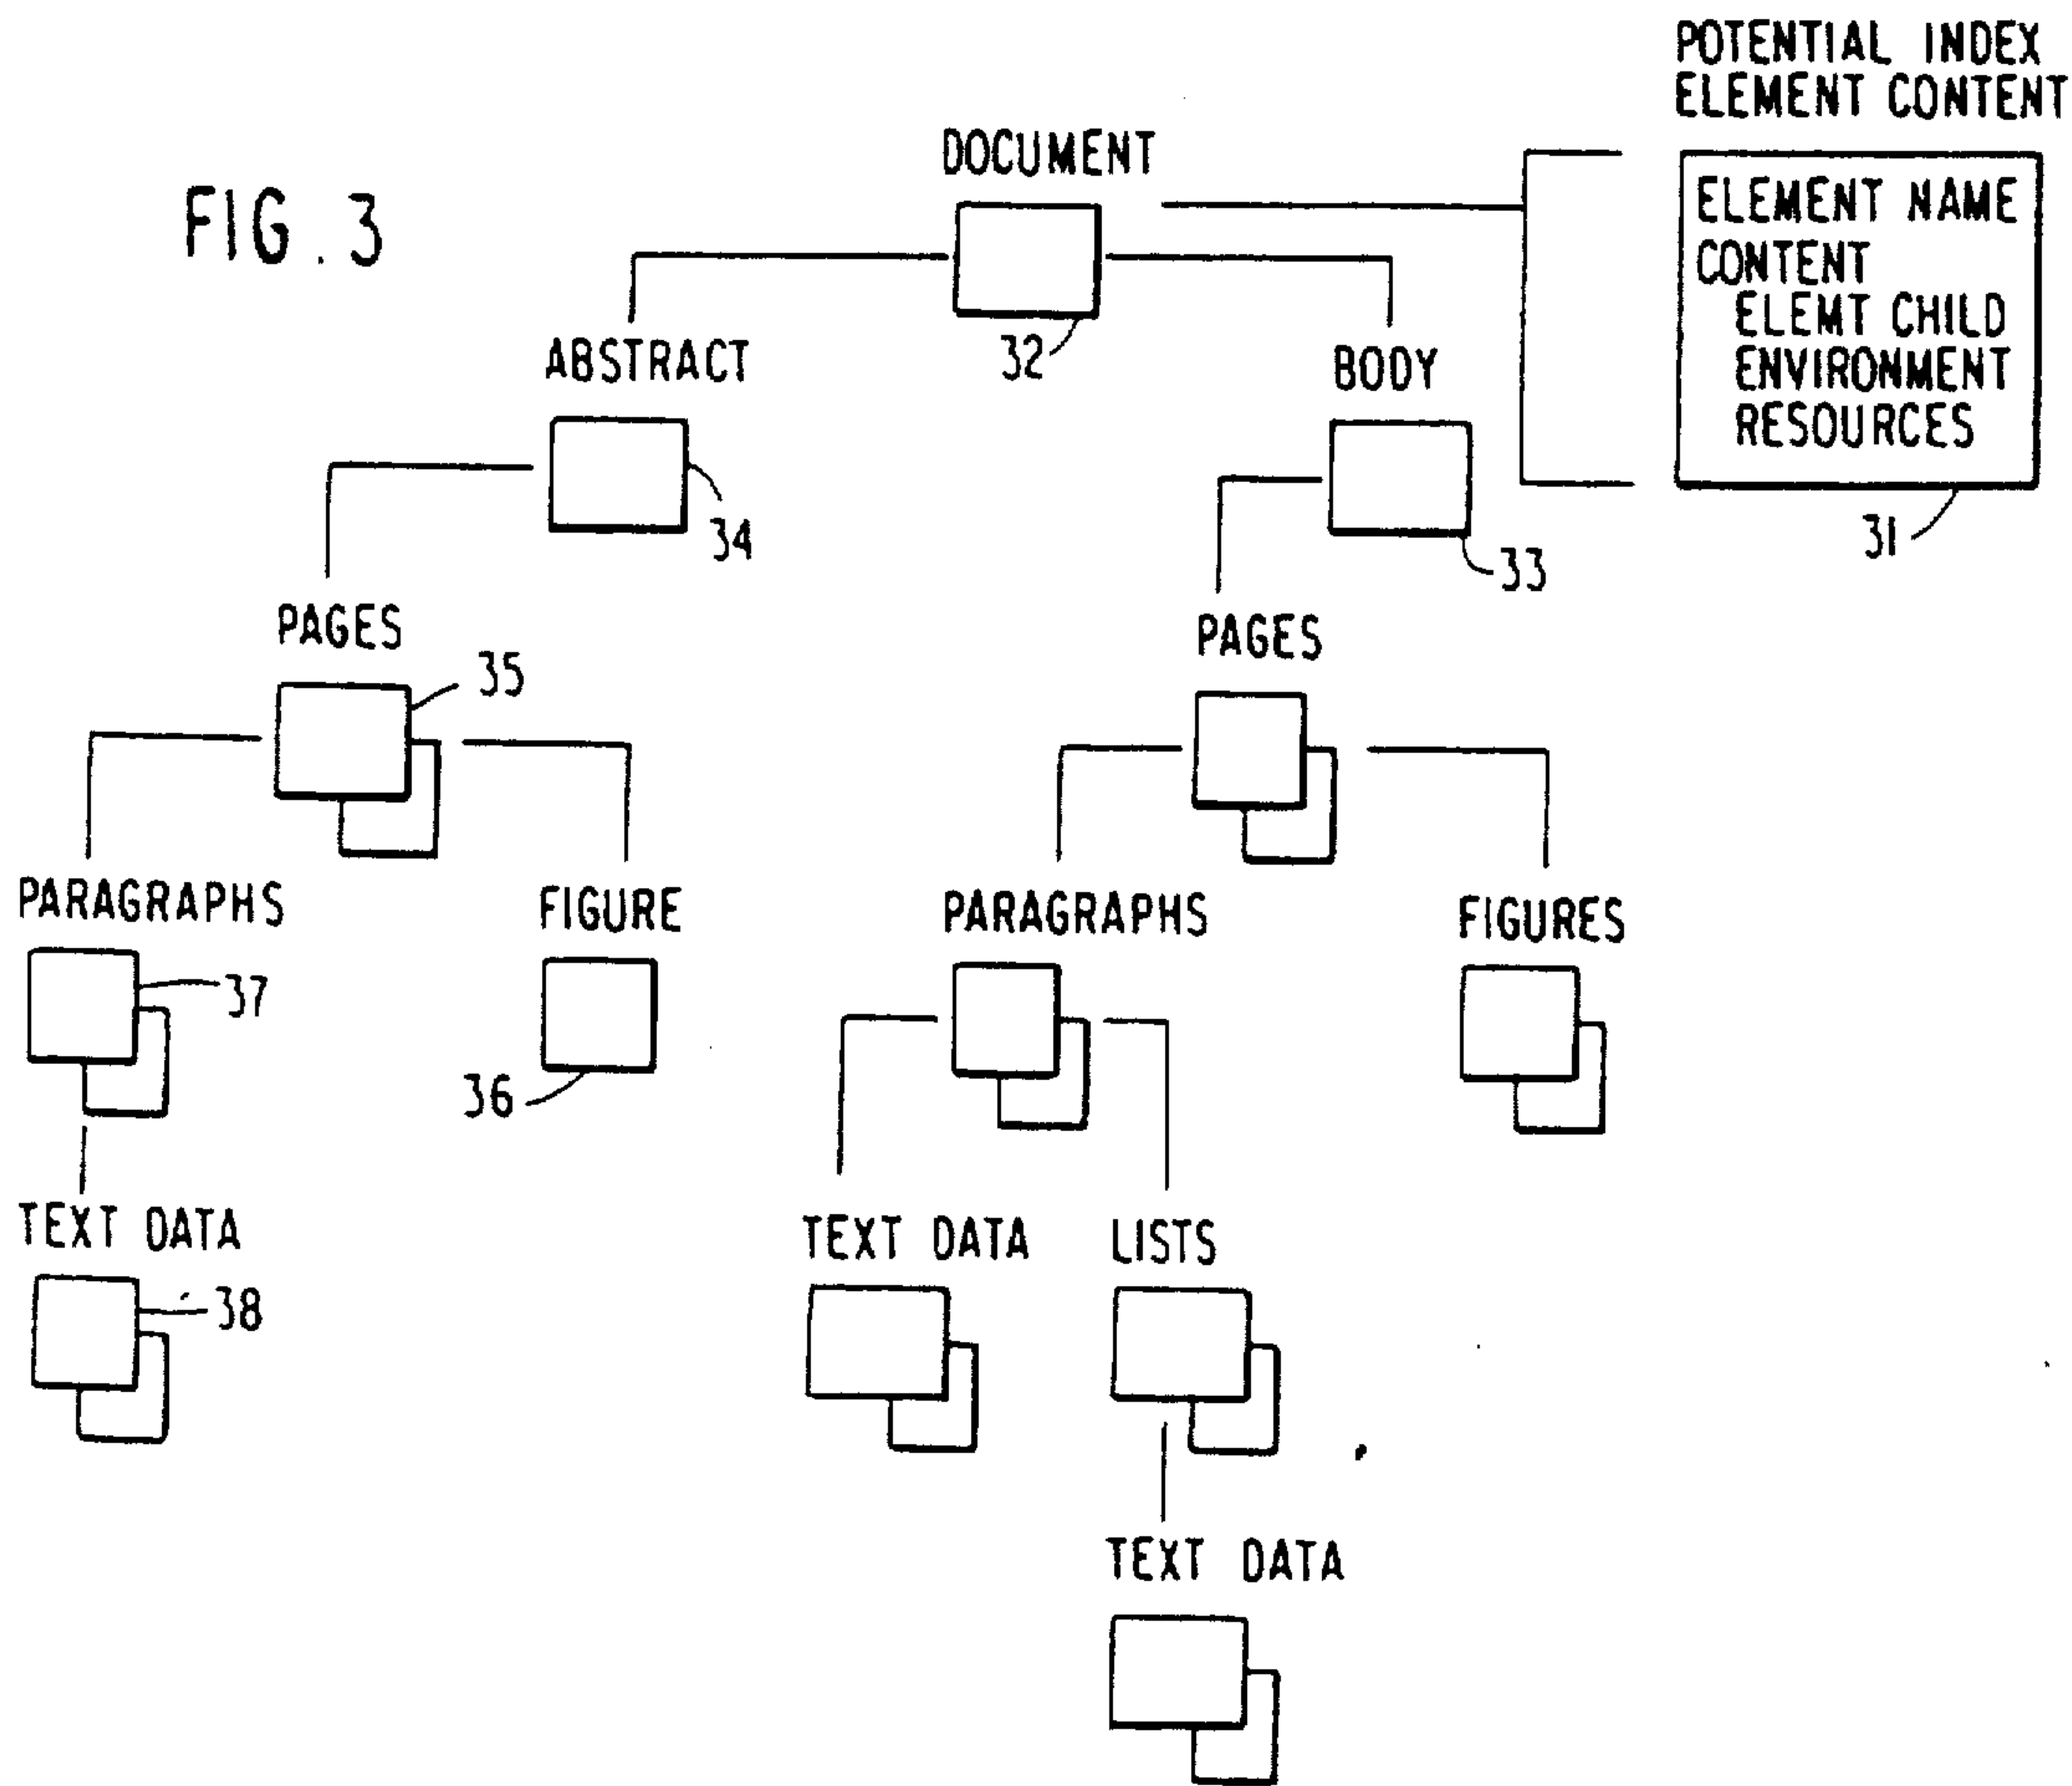 POTENTIAL INDEX
ELEMENT CONTENT
DOCUMENT
FIG. 3
ELEMENT NAME
CONTENT
ELEMT CHILD
ENVIRONMENT
RESOURCES
32
ABSTRACT
BODY
34
33
31
PAGES
PAGES
35
PARAGRAPHS
FIGURE
PARAGRAPHS
FIGURES
37
36
TEXT DATA
TEXT DATA
LISTS
38
TEXT DATA